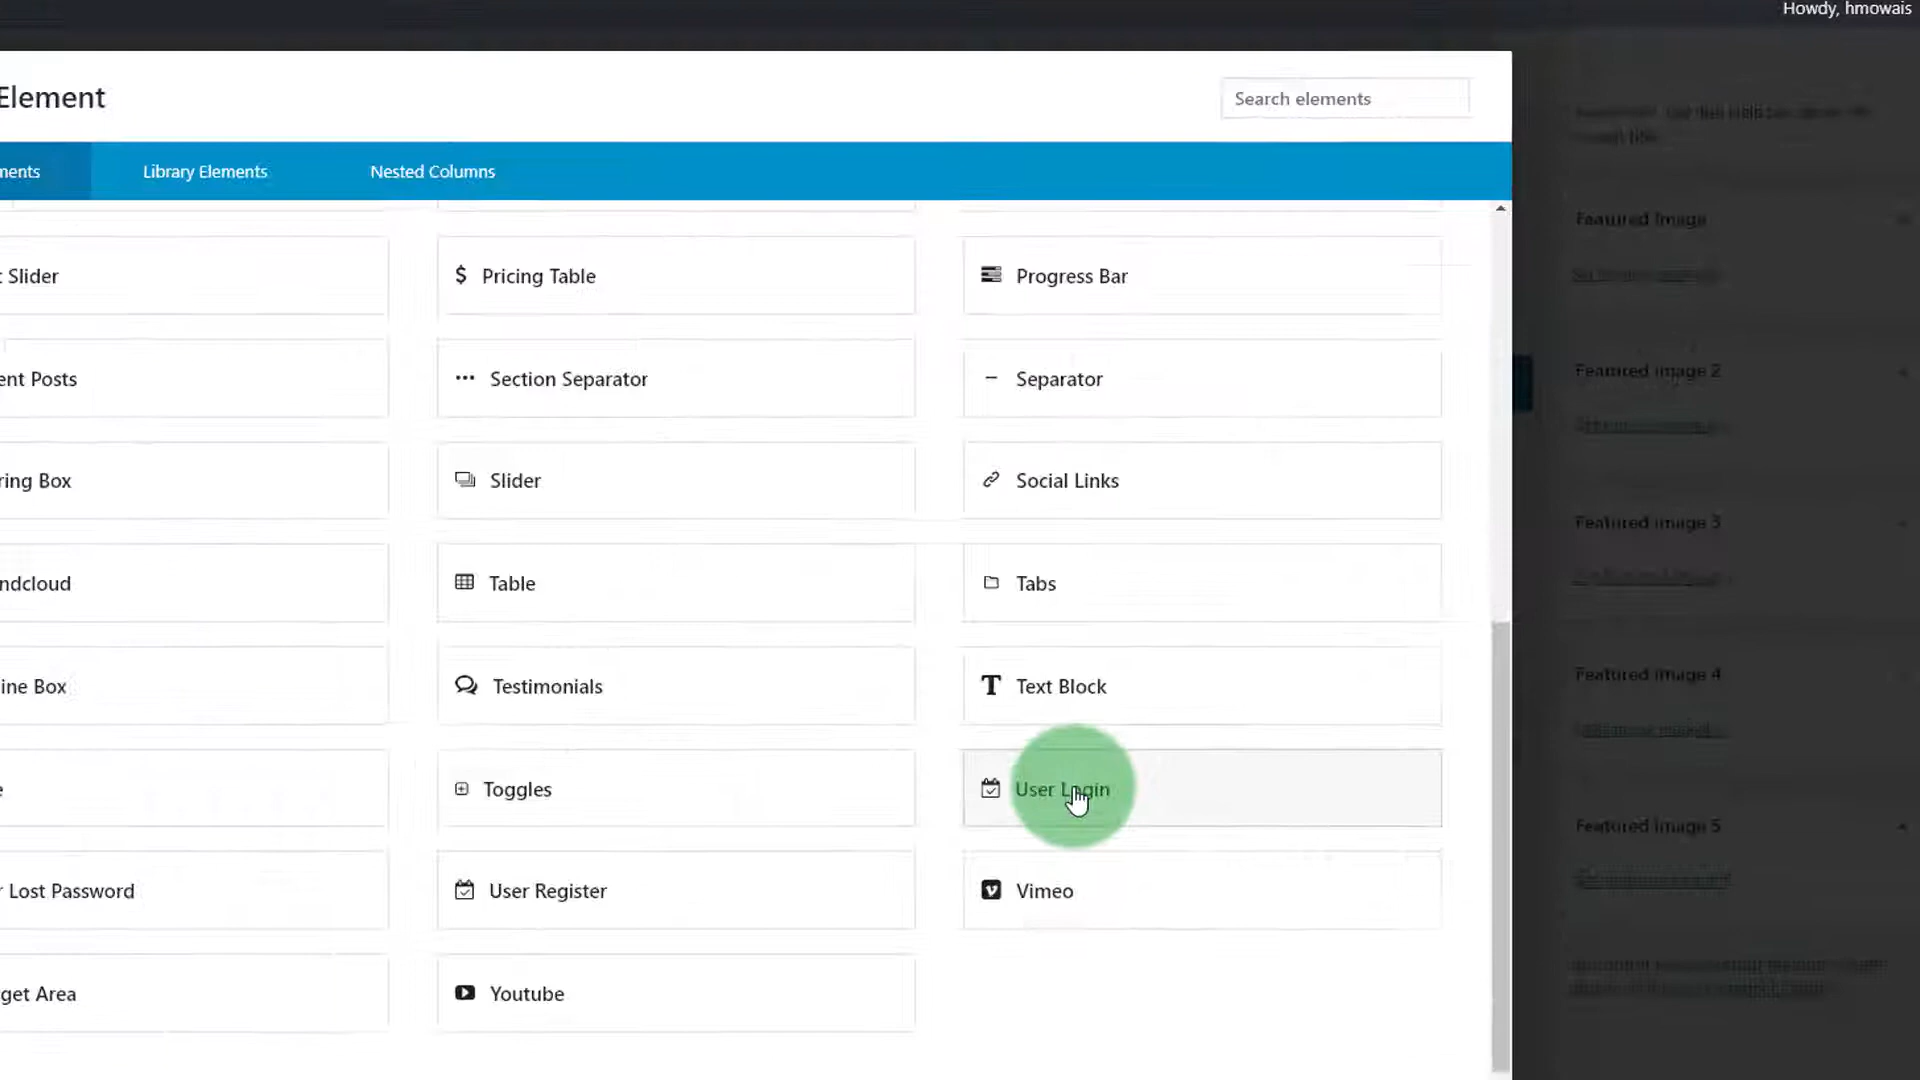 Howdy, hmowais
Element
Search elements
ments
Library Elements
Nested Columns
t Slider
Pricing Table
Progress Bar
ent Posts
Section Separator
Separator
ring Box
Slider
Social Links
ndcloud
Table
Tabs
ine Box
Testimonials
Text Block
e
Toggles
User Login
r Lost Password
User Register
Vimeo
get Area
Youtube
Featured Image
Featured image 2
Featured image 3
Featured image 4
Featured image 5